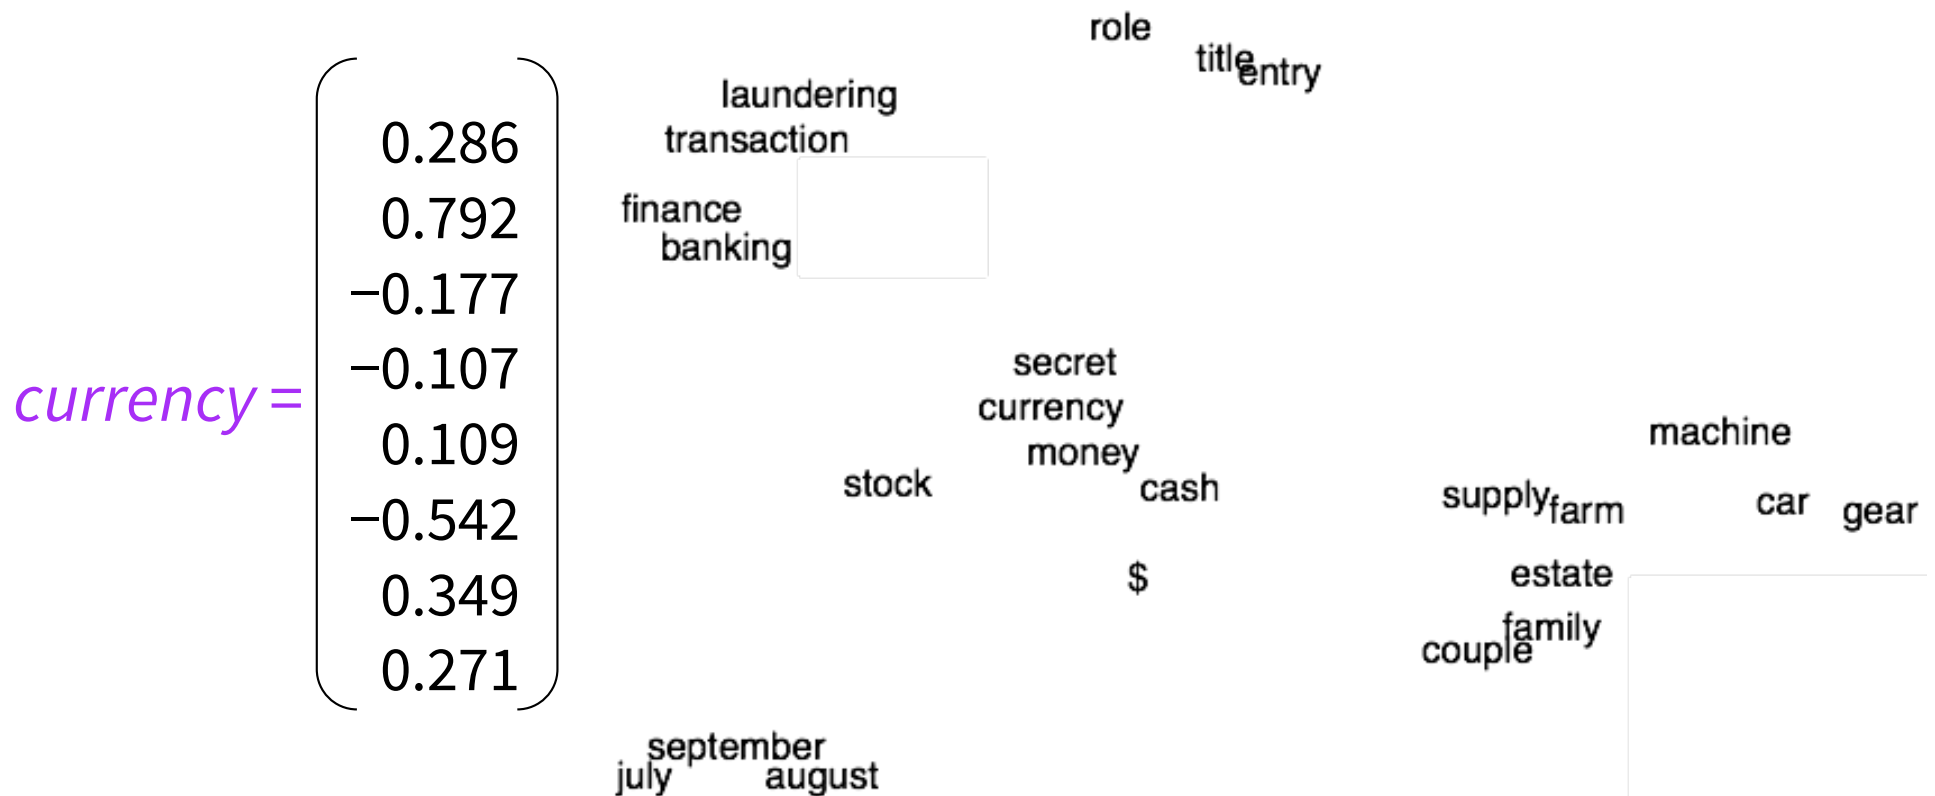 currency =
0.286
0.792
−0.177
−0.107
0.109
−0.542
0.349
0.271
role
title
entry
laundering
transaction
finance
banking
secret
currency
money
stock
cash
$
machine
supply
farm
car
gear
estate
family
couple
september
july
august